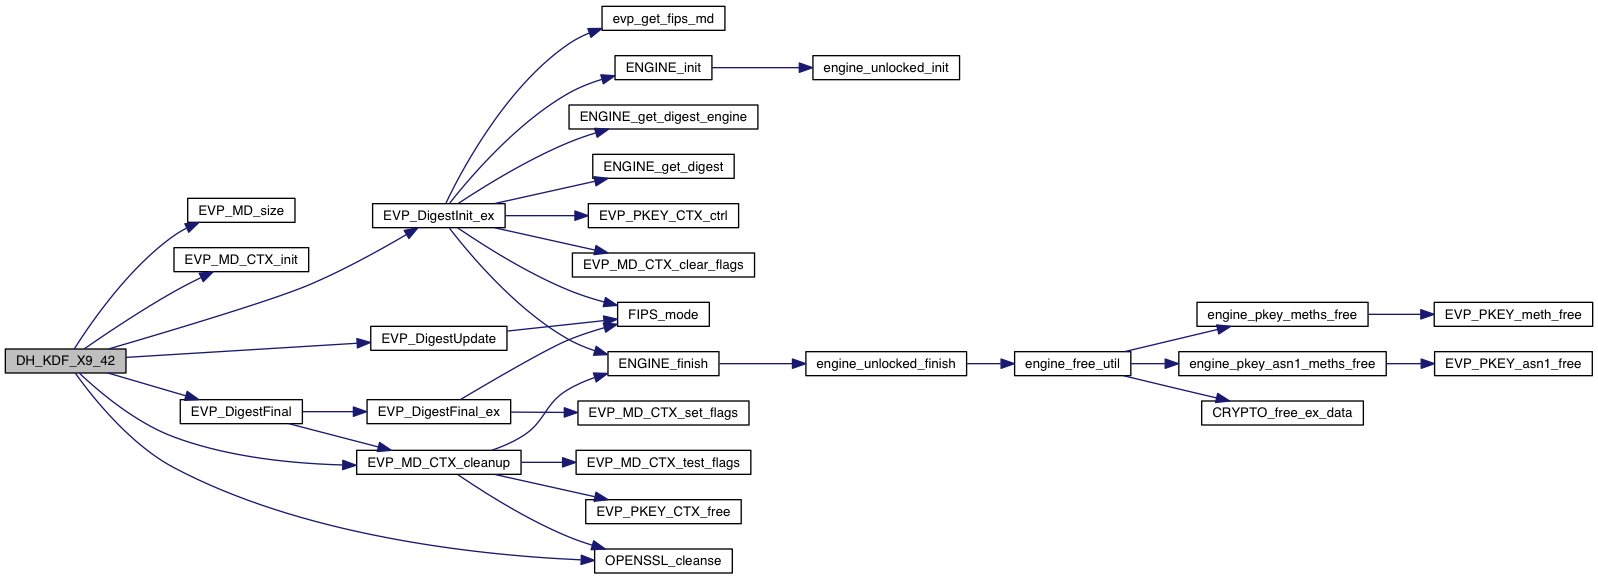 evp_get_fips_md
ENGINE_init
engine_unlocked_init
ENGINE_get_digest_engine
ENGINE_get_digest
EVP_MD_size
EVP_DigestInit_ex
EVP_PKEY_CTX_ctrl
EVP_MD_CTX_init
EVP_MD_CTX_clear_flags
FIPS_mode
engine_pkey_meths_free
EVP_PKEY_meth_free
EVP_DigestUpdate
DH_KDF_X9_42
ENGINE_finish
engine_unlocked_finish
engine_free_util
engine_pkey_asn1_meths_free
EVP_PKEY_asn1_free
EVP_DigestFinal
EVP_DigestFinal_ex
EVP_MD_CTX_set_flags
CRYPTO_free_ex_data
EVP_MD_CTX_cleanup
EVP_MD_CTX_test_flags
EVP_PKEY_CTX_free
OPENSSL_cleanse